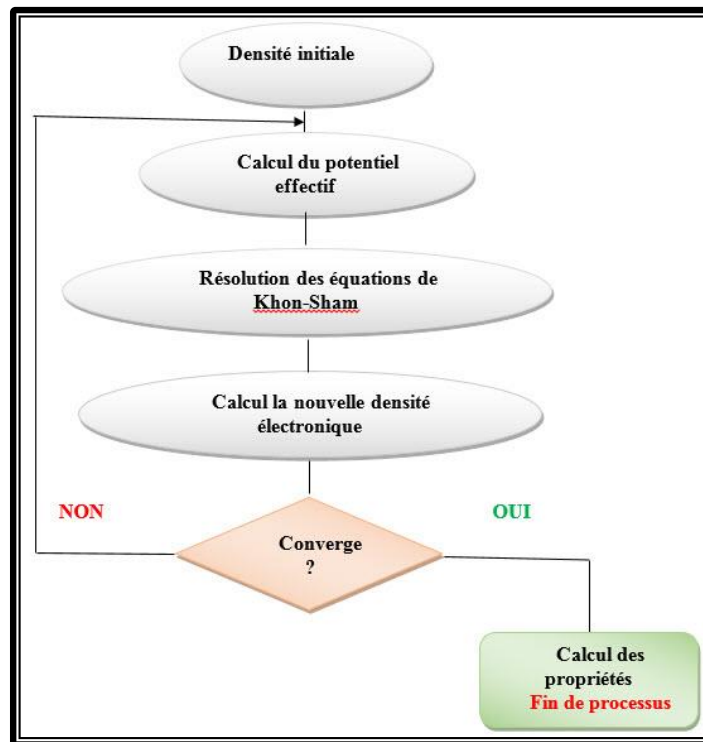 Densité initiale
Calcul du potentiel
effectif
Résolution des équations de
Khon-Sham
Calcul la nouvelle densité
électronique
NON
OUI
Converge
?
Calcul des
propriétés
Fin de processus